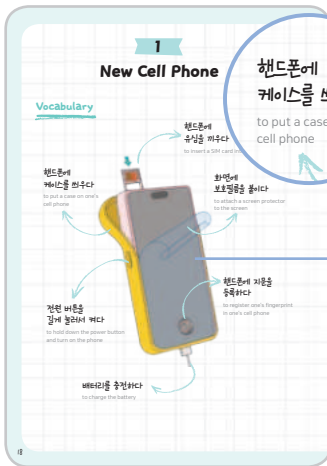 1
New Cell Phone
Vocabulary
핸드폰에
유심을 끼우다
to insert a SIM card
핸드폰에
케이스를 씌우다
to put a case on one's
cell phone
화면에
보호필름을 붙이다
to attach a screen protector
to the screen
핸드폰에 지문을
등록하다
to register one's fingerprint
in one's cell phone
전원 버튼을
길게 눌러서 켜다
to hold down the power button
and turn on the phone
배터리를 충전하다
to charge the battery
18
핸드폰에
케이스를
to put a case
cell phone